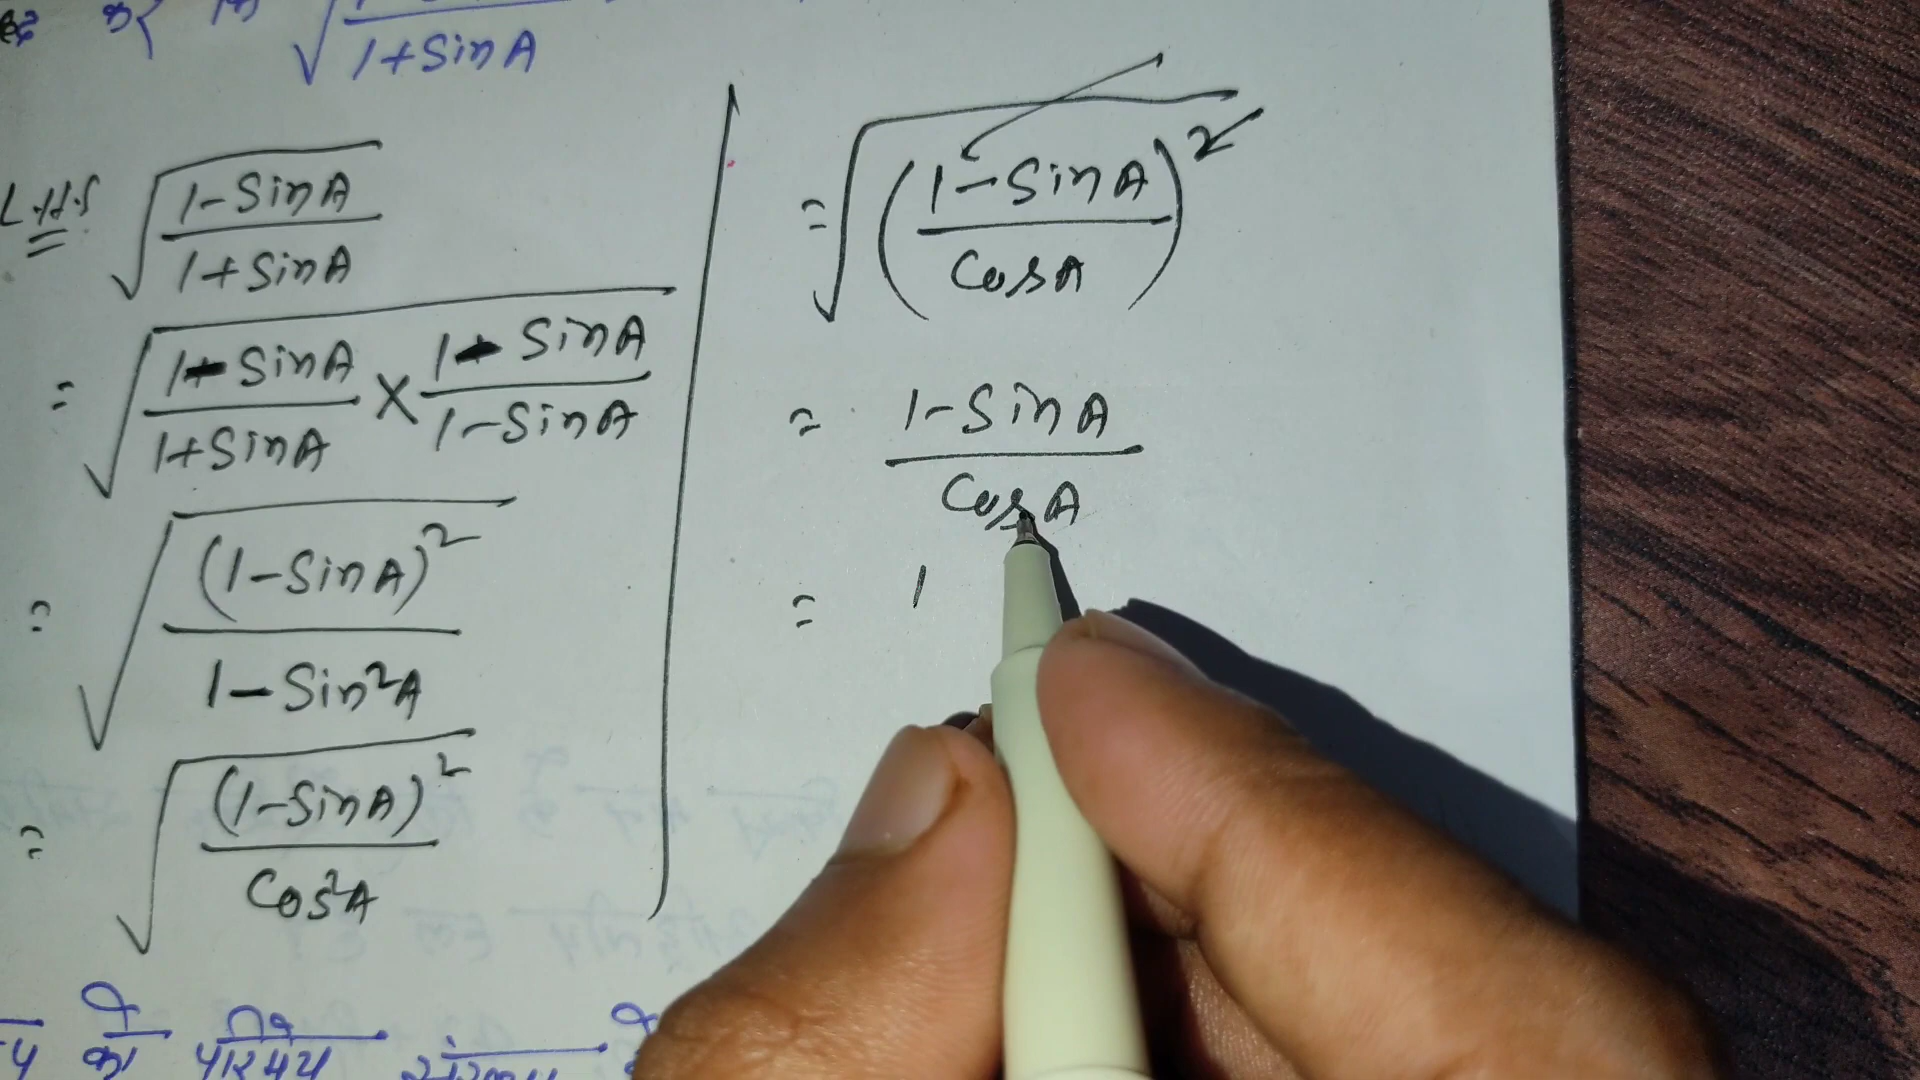 1+SinA
L.H.S √((1-SinA)/(1+SinA))
= √((1-SinA)/(1+SinA) × (1-SinA)/(1-SinA))
= √((1-SinA)²/(1-Sin²A))
= √((1-SinA)²/(Cos²A))
= √((1-SinA)/(CosA))²
= (1-SinA)/(CosA)
= 1